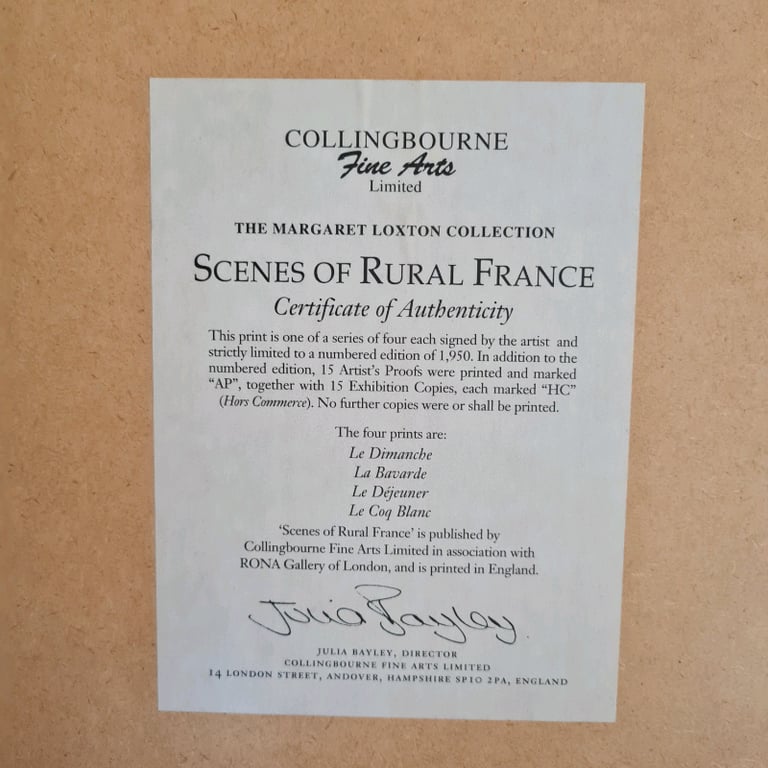 COLLINGBOURNE
Fine Arts
Limited
THE MARGARET LOXTON COLLECTION
SCENES OF RURAL FRANCE
Certificate of Authenticity
This print is one of a series of four each signed by the artist and
strictly limited to a numbered edition of 1,950. In addition to the
numbered edition, 15 Artist's Proofs were printed and marked
“AP”, together with 15 Exhibition Copies, each marked “HC”
(Hors Commerce). No further copies were or shall be printed.
The four prints are:
Le Dimanche
La Bavarde
Le Déjeuner
Le Coq Blanc
‘Scenes of Rural France’ is published by
Collingbourne Fine Arts Limited in association with
RONA Gallery of London, and is printed in England.
Julia Bayley
JULIA BAYLEY, DIRECTOR
COLLINGBOURNE FINE ARTS LIMITED
14 LONDON STREET, ANDOVER, HAMPSHIRE SP10 2PA, ENGLAND